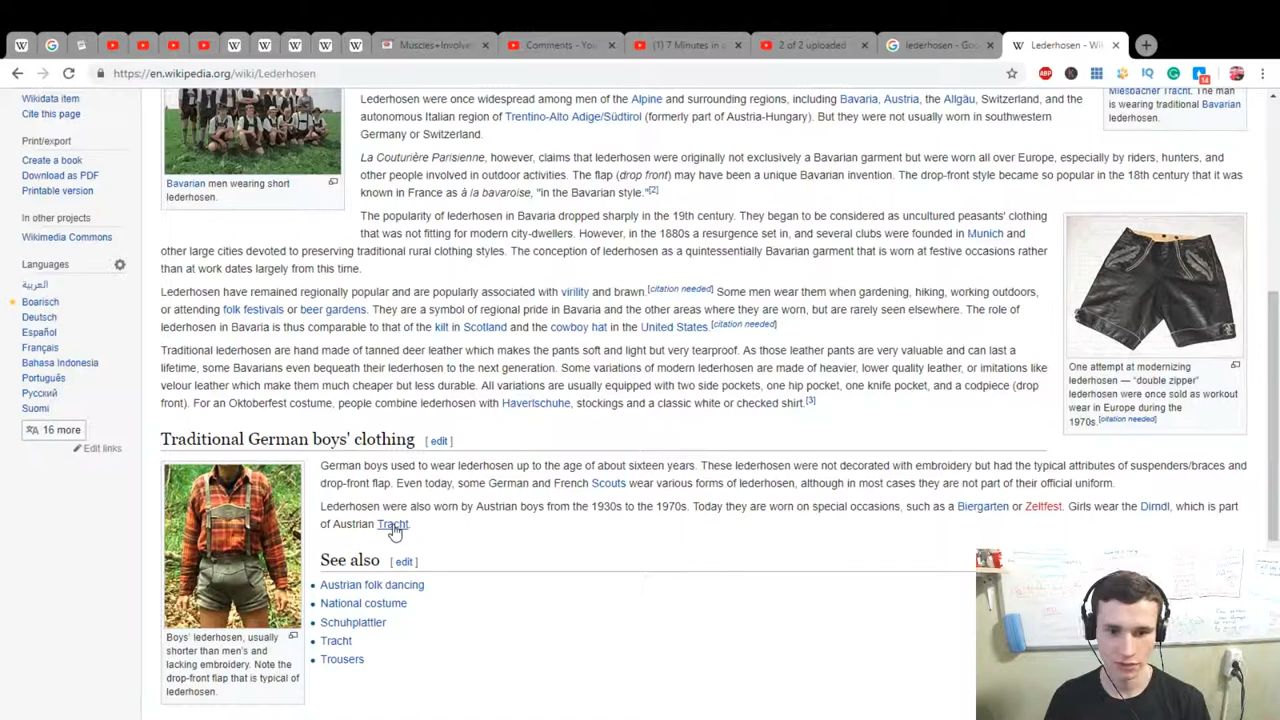 Muscles+Involve
Comments - You
(1) 7 Minutes in a
2 of 2 uploaded
lederhosen - Goo
Lederhosen - Wik
https://en.wikipedia.org/wiki/Lederhosen
ABP
K
IQ
14
Wikidata item
Cite this page
Print/export
Create a book
Download as PDF
Printable version
In other projects
Wikimedia Commons
Languages
العربية
Boarisch
Deutsch
Español
Français
Bahasa Indonesia
Português
Русский
Suomi
16 more
Edit links
Bavarian men wearing short
lederhosen.
Lederhosen were once widespread among men of the Alpine and surrounding regions, including Bavaria, Austria, the Allgäu, Switzerland, and the
autonomous Italian region of Trentino-Alto Adige/Südtirol (formerly part of Austria-Hungary). But they were not usually worn in southwestern
Germany or Switzerland.
La Couturière Parisienne, however, claims that lederhosen were originally not exclusively a Bavarian garment but were worn all over Europe, especially by riders, hunters, and
other people involved in outdoor activities. The flap (drop front) may have been a unique Bavarian invention. The drop-front style became so popular in the 18th century that it was
known in France as à la bavaroise, "in the Bavarian style."[2]
The popularity of lederhosen in Bavaria dropped sharply in the 19th century. They began to be considered as uncultured peasants' clothing
that was not fitting for modern city-dwellers. However, in the 1880s a resurgence set in, and several clubs were founded in Munich and
other large cities devoted to preserving traditional rural clothing styles. The conception of lederhosen as a quintessentially Bavarian garment that is worn at festive occasions rather
than at work dates largely from this time.
Lederhosen have remained regionally popular and are popularly associated with virility and brawn.[citation needed] Some men wear them when gardening, hiking, working outdoors,
or attending folk festivals or beer gardens. They are a symbol of regional pride in Bavaria and the other areas where they are worn, but are rarely seen elsewhere. The role of
lederhosen in Bavaria is thus comparable to that of the kilt in Scotland and the cowboy hat in the United States.[citation needed]
Traditional lederhosen are hand made of tanned deer leather which makes the pants soft and light but very tearproof. As those leather pants are very valuable and can last a
lifetime, some Bavarians even bequeath their lederhosen to the next generation. Some variations of modern lederhosen are made of heavier, lower quality leather, or imitations like
velour leather which make them much cheaper but less durable. All variations are usually equipped with two side pockets, one hip pocket, one knife pocket, and a codpiece (drop
front). For an Oktoberfest costume, people combine lederhosen with Haverlschuhe, stockings and a classic white or checked shirt.[3]
Miesbacher Tracht. The man
is wearing traditional Bavarian
lederhosen.
One attempt at modernizing
lederhosen — "double zipper"
lederhosen were once sold as workout
wear in Europe during the
1970s.[citation needed]
Traditional German boys' clothing [ edit ]
German boys used to wear lederhosen up to the age of about sixteen years. These lederhosen were not decorated with embroidery but had the typical attributes of suspenders/braces and
drop-front flap. Even today, some German and French Scouts wear various forms of lederhosen, although in most cases they are not part of their official uniform.
Lederhosen were also worn by Austrian boys from the 1930s to the 1970s. Today they are worn on special occasions, such as a Biergarten or Zeltfest. Girls wear the Dirndl, which is part
of Austrian Tracht.
Boys' lederhosen, usually
shorter than men's and
lacking embroidery. Note the
drop-front flap that is typical of
lederhosen.
See also [ edit ]
Austrian folk dancing
National costume
Schuhplattler
Tracht
Trousers